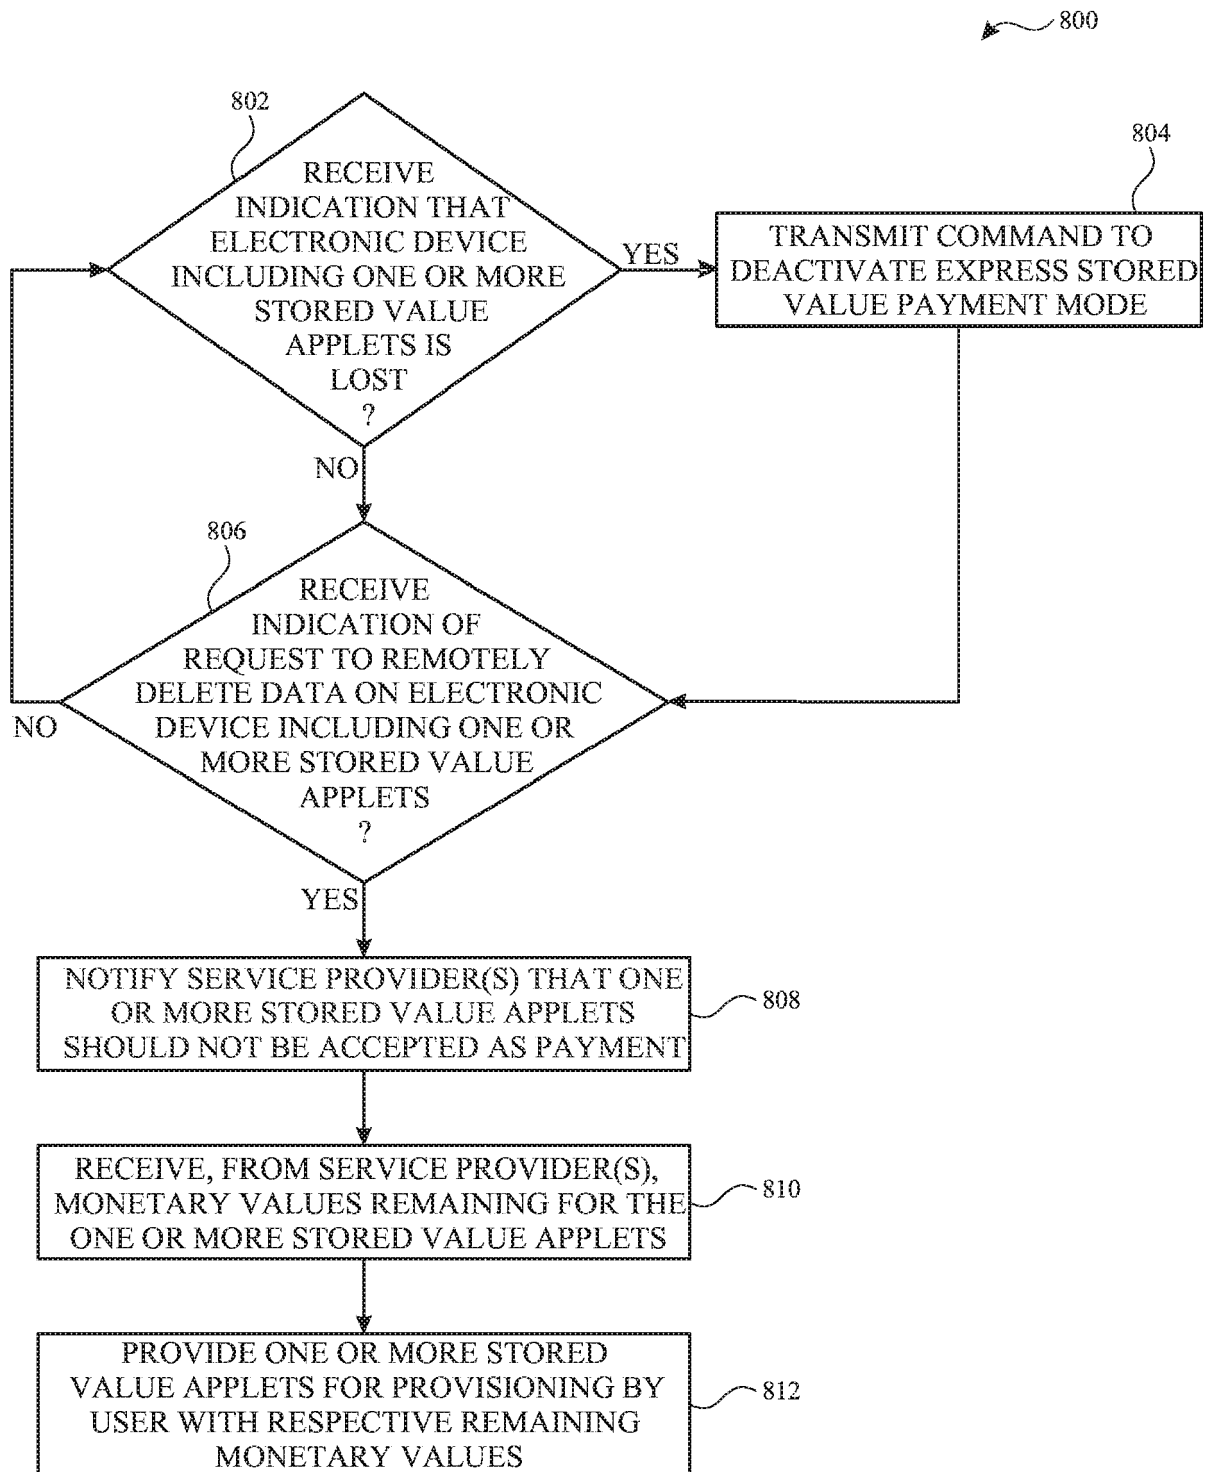 800
802
RECEIVE
INDICATION THAT
ELECTRONIC DEVICE
INCLUDING ONE OR MORE
STORED VALUE
APPLETS IS
LOST
?
YES
804
TRANSMIT COMMAND TO
DEACTIVATE EXPRESS STORED
VALUE PAYMENT MODE
NO
806
RECEIVE
INDICATION OF
REQUEST TO REMOTELY
DELETE DATA ON ELECTRONIC
DEVICE INCLUDING ONE OR
MORE STORED VALUE
APPLETS
?
NO
YES
NOTIFY SERVICE PROVIDER(S) THAT ONE
OR MORE STORED VALUE APPLETS
SHOULD NOT BE ACCEPTED AS PAYMENT
808
RECEIVE, FROM SERVICE PROVIDER(S),
MONETARY VALUES REMAINING FOR THE
ONE OR MORE STORED VALUE APPLETS
810
PROVIDE ONE OR MORE STORED
VALUE APPLETS FOR PROVISIONING BY
USER WITH RESPECTIVE REMAINING
MONETARY VALUES
812